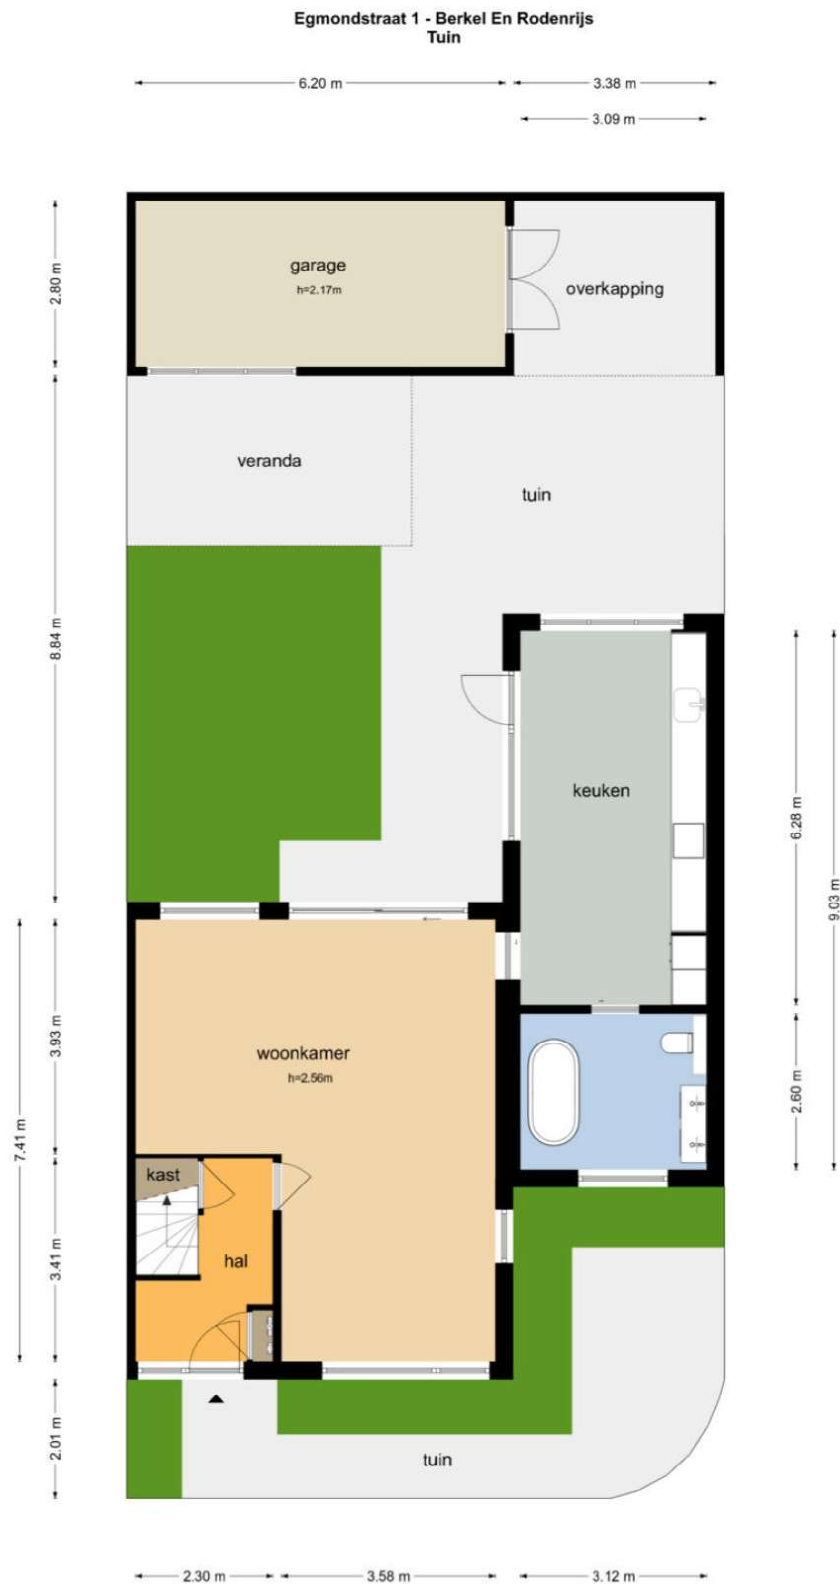 Egmondstraat 1 - Berkel En Rodenrijs
Tuin
6.20 m
3.38 m
3.09 m
2.80 m
garage
h=2.17m
overkapping
veranda
tuin
8.84 m
keuken
6.28 m
9.03 m
woonkamer
h=2.56m
3.93 m
7.41 m
2.60 m
kast
hal
3.41 m
2.01 m
tuin
2.30 m
3.58 m
3.12 m